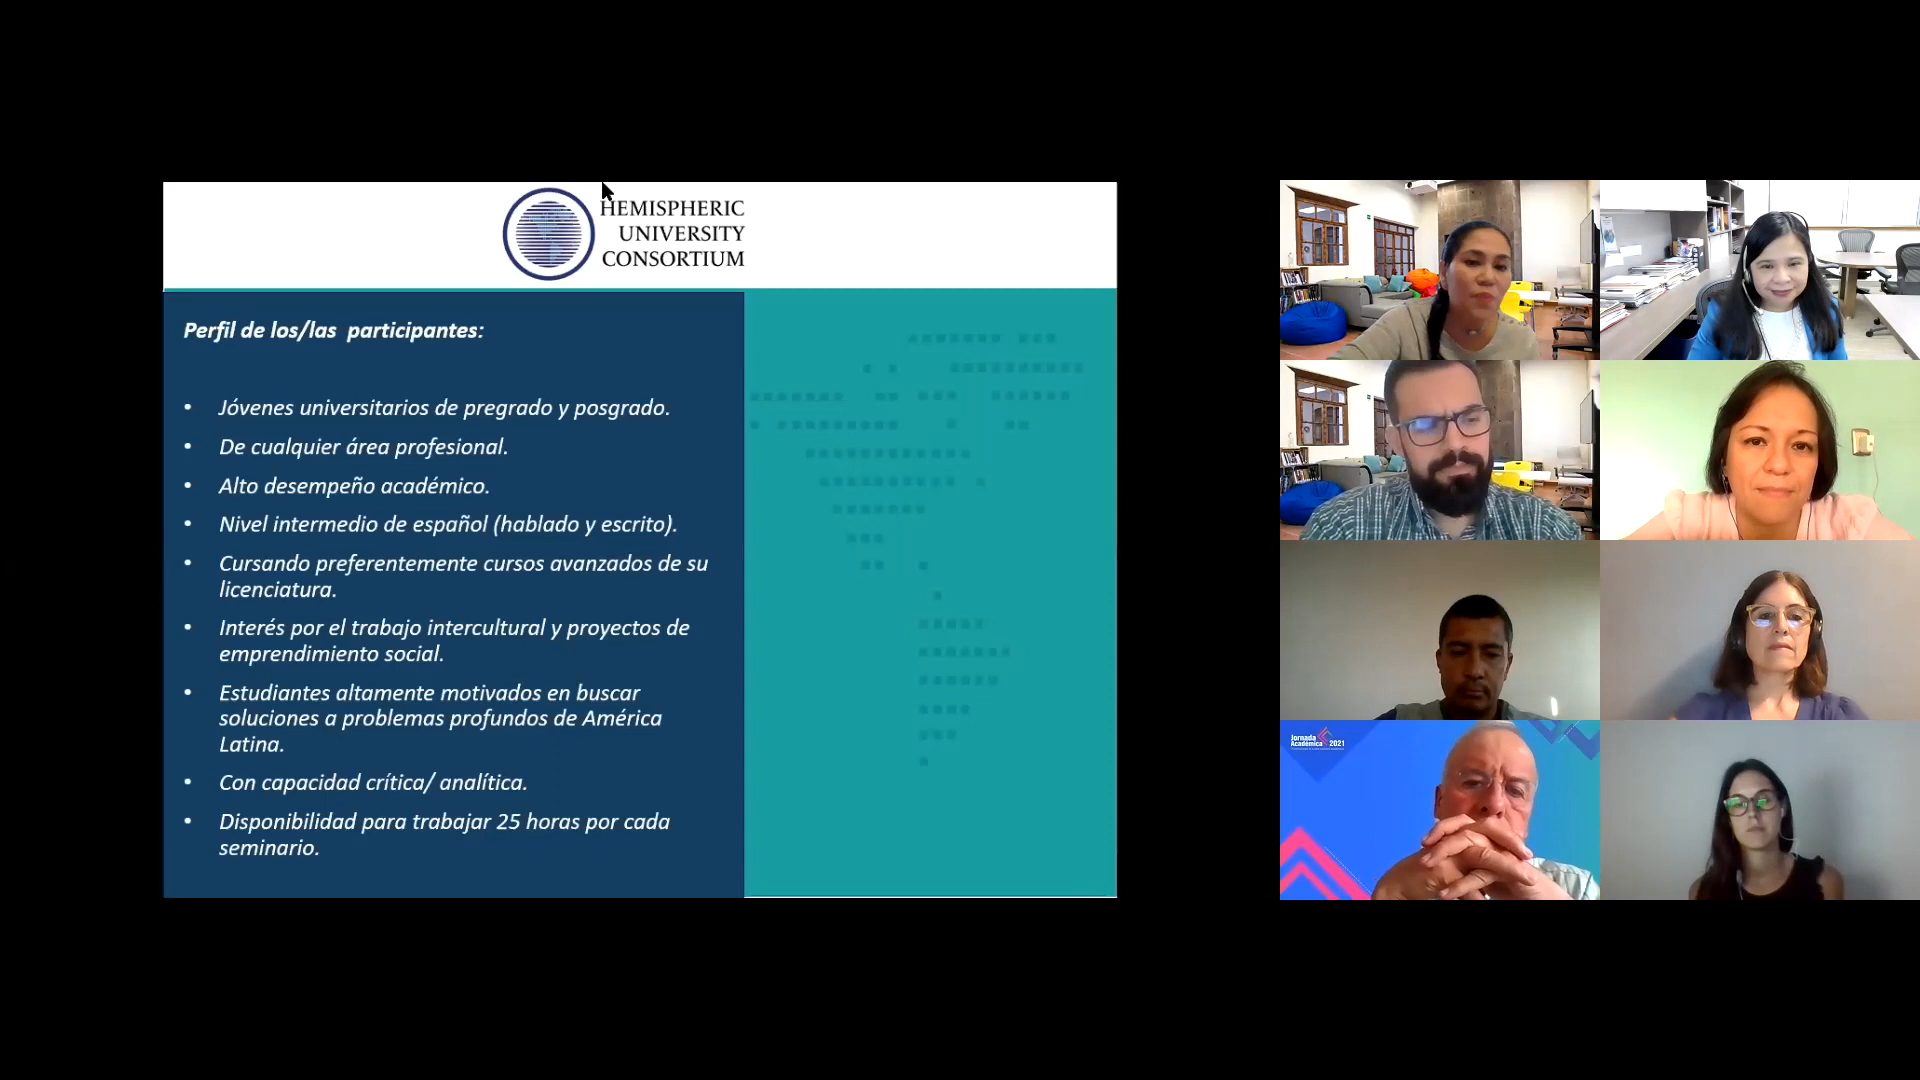 HEMISPHERIC
UNIVERSITY
CONSORTIUM
Perfil de los/las participantes:
• Jóvenes universitarios de pregrado y posgrado.
• De cualquier área profesional.
• Alto desempeño académico.
• Nivel intermedio de español (hablado y escrito).
• Cursando preferentemente cursos avanzados de su
licenciatura.
• Interés por el trabajo intercultural y proyectos de
emprendimiento social.
• Estudiantes altamente motivados en buscar
soluciones a problemas profundos de América
Latina.
• Con capacidad crítica/ analítica.
• Disponibilidad para trabajar 25 horas por cada
seminario.
Jornada
Académica 2021